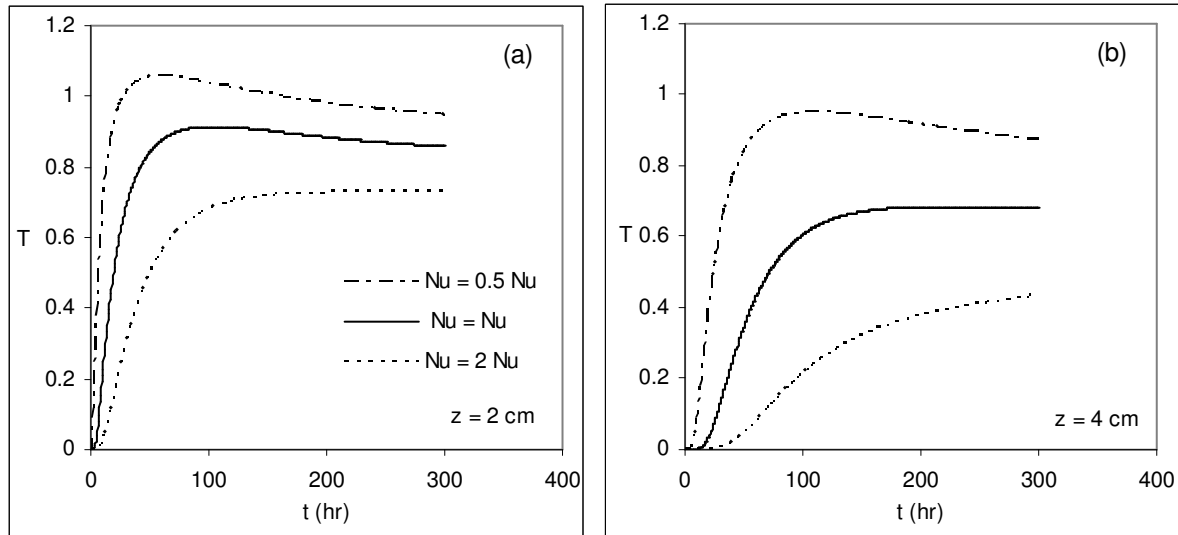 (a)
1.2
1
0.8
0.6
0.4
0.2
0
T
Nu = 0.5 Nu
Nu = Nu
Nu = 2 Nu
z = 2 cm
0 100 200 300 400
t (hr)
(b)
1.2
1
0.8
0.6
0.4
0.2
0
T
z = 4 cm
0 100 200 300 400
t (hr)